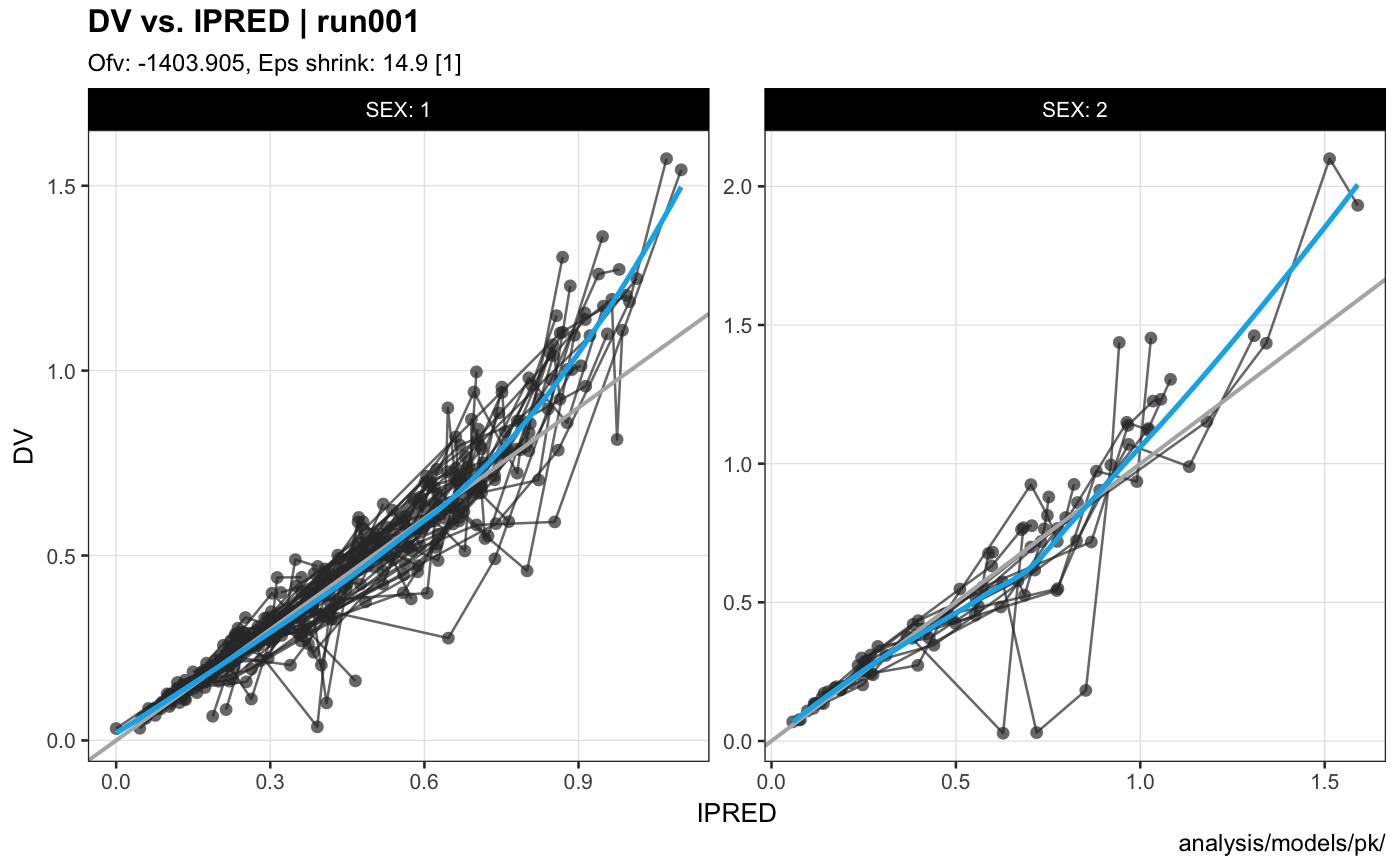 DV vs. IPRED | run001
Ofv: -1403.905, Eps shrink: 14.9 [1]
SEX: 1
SEX: 2
1.5
1.0
0.5
0.0
2.0
1.5
1.0
0.5
0.0
DV
0.0 0.3 0.6 0.9
0.0 0.5 1.0 1.5
IPRED
analysis/models/pk/